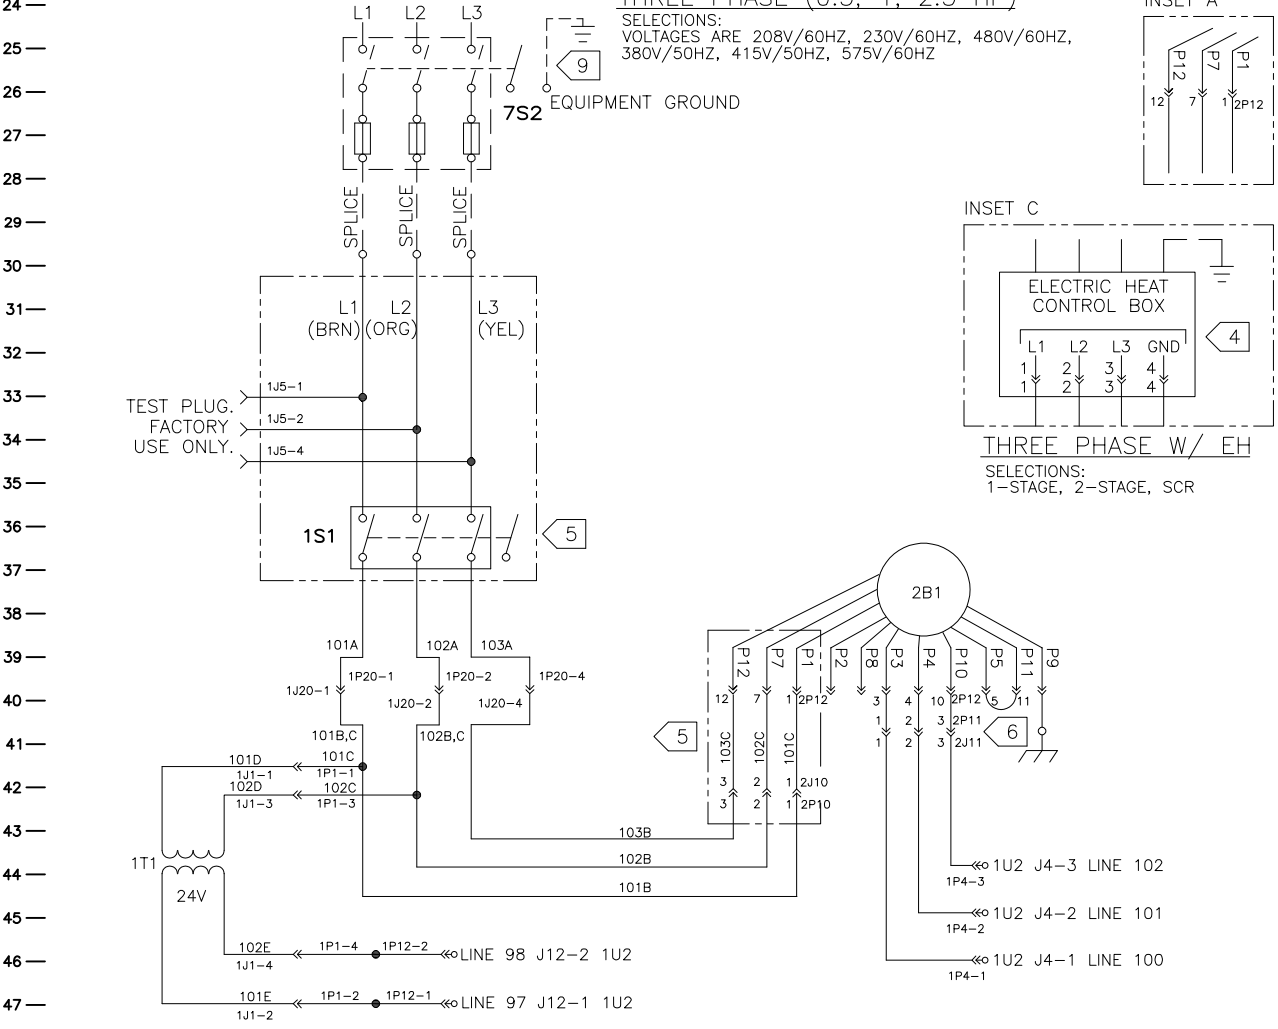 24
25
26
27
28
29
30
31
32
33
34
35
36
37
38
39
40
41
42
43
44
45
46
47
L1 L2 L3
THREE PHASE (0.5, 1, 2.3 HP)
SELECTIONS:
VOLTAGES ARE 208V/60HZ, 230V/60HZ, 480V/60HZ,
380V/50HZ, 415V/50HZ, 575V/60HZ
9
7S2
EQUIPMENT GROUND
INSET A
P12 P7 P1
12 7 1 2P12
SPLICE SPLICE SPLICE
INSET C
ELECTRIC HEAT
CONTROL BOX
L1 L2 L3 GND
1 2 3 4
1 2 3 4
4
THREE PHASE W/ EH
SELECTIONS:
1-STAGE, 2-STAGE, SCR
L1 L2 L3
(BRN) (ORG) (YEL)
TEST PLUG.
FACTORY
USE ONLY.
1J5-1
1J5-2
1J5-4
1S1
5
2B1
101A 102A 103A
1P20-1 1P20-2 1P20-4
1J20-1 1J20-2 1J20-4
101B,C 102B,C
P12 P7 P1 P2 P8 P3 P4 P10 P5 P11 P9
12 7 1 2P12 3 4 10 2P12 5 11
1 2 3 2P11
1 2 3 2J11
6
5
103C 102C 101C
3 2 1 2J10
3 2 1 2P10
101D 101C
1J1-1 1P1-1
102D 102C
1J1-3 1P1-3
103B
102B
101B
1T1
24V
1U2 J4-3 LINE 102
1P4-3
1U2 J4-2 LINE 101
1P4-2
1U2 J4-1 LINE 100
1P4-1
102E 1P1-4 1P12-2 LINE 98 J12-2 1U2
1J1-4
101E 1P1-2 1P12-1 LINE 97 J12-1 1U2
1J1-2